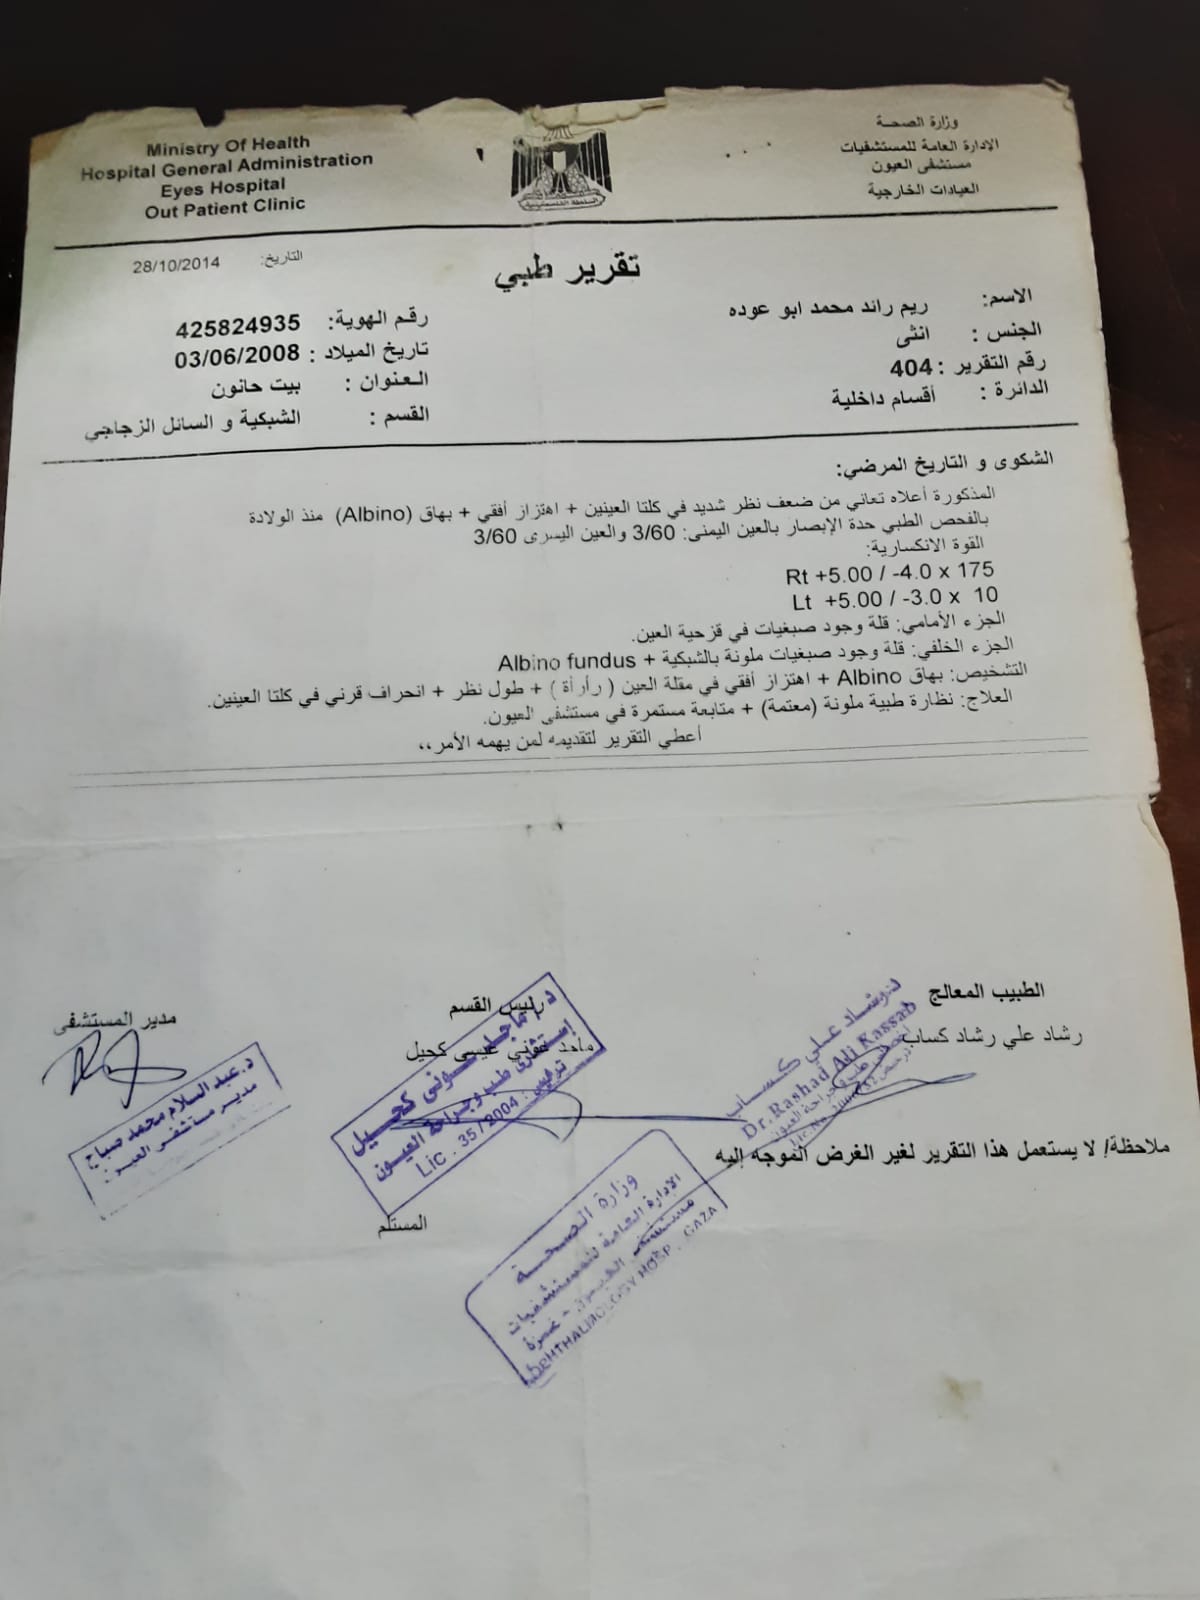 Ministry Of Health
Hospital General Administration
Eyes Hospital
Out Patient Clinic
وزارة الصحة
الإدارة العامة للمستشفيات
مستشفى العيون
العيادات الخارجية
السلطة الفلسطينية
التاريخ: 28/10/2014
تقرير طبي
الاسم: ريم رائد محمد ابو عوده
رقم الهوية: 425824935
الجنس : انثى
تاريخ الميلاد : 03/06/2008
رقم التقرير : 404
العنوان : بيت حانون
الدائرة : أقسام داخلية
القسم : الشبكية و السائل الزجاجي
الشكوى و التاريخ المرضي:
المذكورة أعلاه تعاني من ضعف نظر شديد في كلتا العينين + اهتزاز أفقي + بهاق (Albino) منذ الولادة
بالفحص الطبي حدة الإبصار بالعين اليمنى: 3/60 والعين اليسرى 3/60
القوة الانكسارية:
Rt +5.00 / -4.0 x 175
Lt +5.00 / -3.0 x 10
الجزء الأمامي: قلة وجود صبغيات في قزحية العين.
الجزء الخلفي: قلة وجود صبغيات ملونة بالشبكية + Albino fundus
التشخيص: بهاق Albino + اهتزاز أفقي في مقلة العين ( رأرأة ) + طول نظر + انحراف قرني في كلتا العينين.
العلاج: نظارة طبية ملونة (معتمة) + متابعة مستمرة في مستشفى العيون.
أعطي التقرير لتقديمه لمن يهمه الأمر،،
الطبيب المعالج
رشاد علي رشاد كساب
رئيس القسم
ماجد عوني عيسى كحيل
مدير المستشفى
د. رشاد علي كساب
Dr. Rashad Ali Kassab
د. ماجد عوني كحيل
إستشاري طب وجراحة العيون
ترخيص : 35 / 2004
Lic .
د. عبد السلام محمد صباح
مدير مستشفى العيون
ملاحظة/ لا يستعمل هذا التقرير لغير الغرض الموجه إليه
المستلم
وزارة الصحة
الإدارة العامة للمستشفيات
مستشفى العيون - غزة
OPHTHALMOLOGY HOSP. GAZA